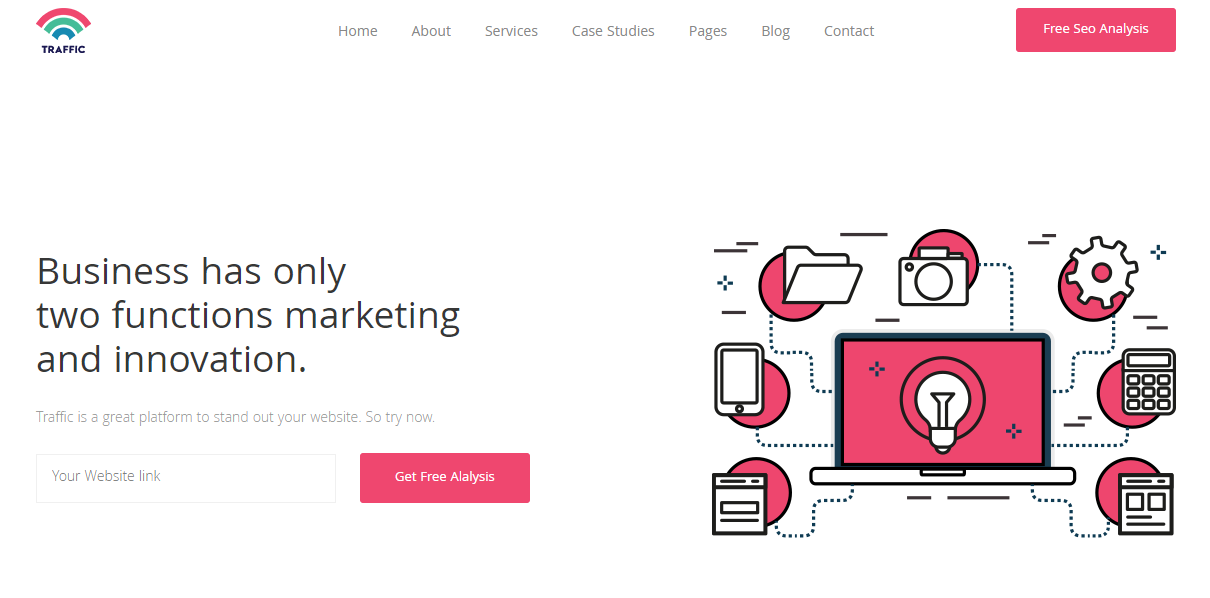 TRAFFIC
Home About Services Case Studies Pages Blog Contact
Free Seo Analysis
Business has only
two functions marketing
and innovation.
Traffic is a great platform to stand out your website. So try now.
Your Website link
Get Free Alalysis